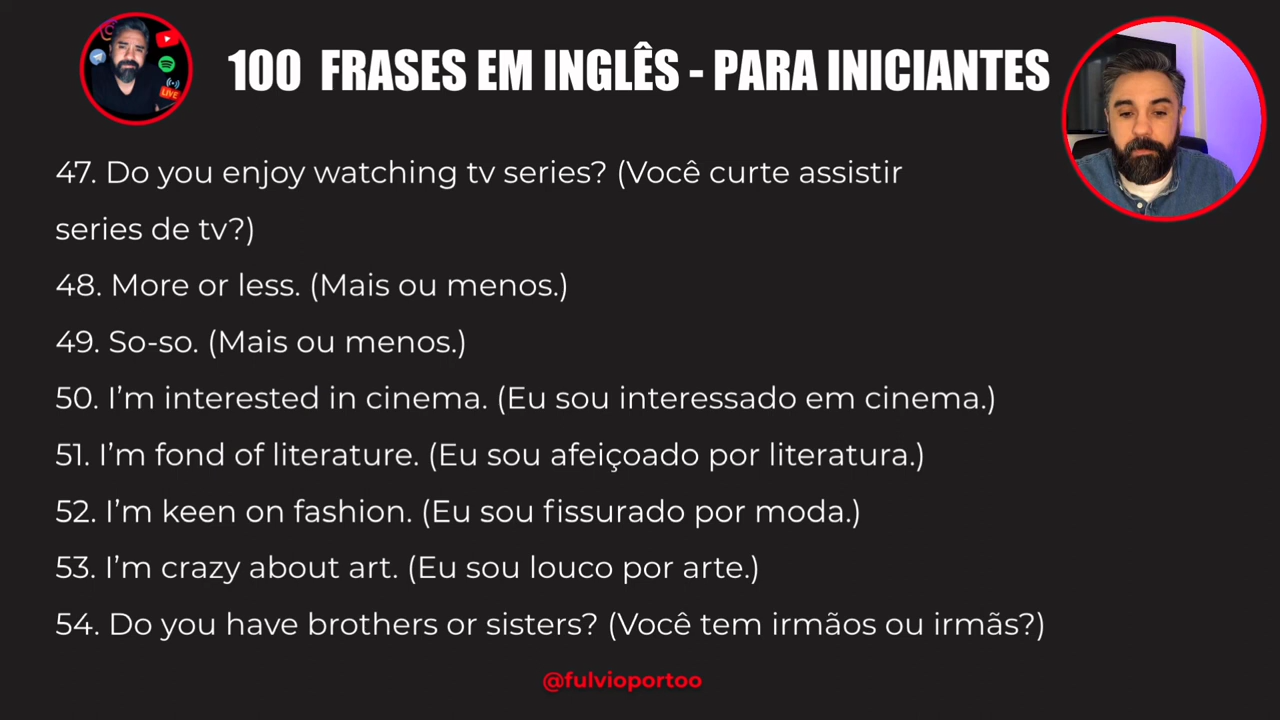 100 FRASES EM INGLÊS - PARA INICIANTES
47. Do you enjoy watching tv series? (Você curte assistir
series de tv?)
48. More or less. (Mais ou menos.)
49. So-so. (Mais ou menos.)
50. I’m interested in cinema. (Eu sou interessado em cinema.)
51. I’m fond of literature. (Eu sou afeiçoado por literatura.)
52. I’m keen on fashion. (Eu sou fissurado por moda.)
53. I’m crazy about art. (Eu sou louco por arte.)
54. Do you have brothers or sisters? (Você tem irmãos ou irmãs?)
@fulvioportoo
LIVE